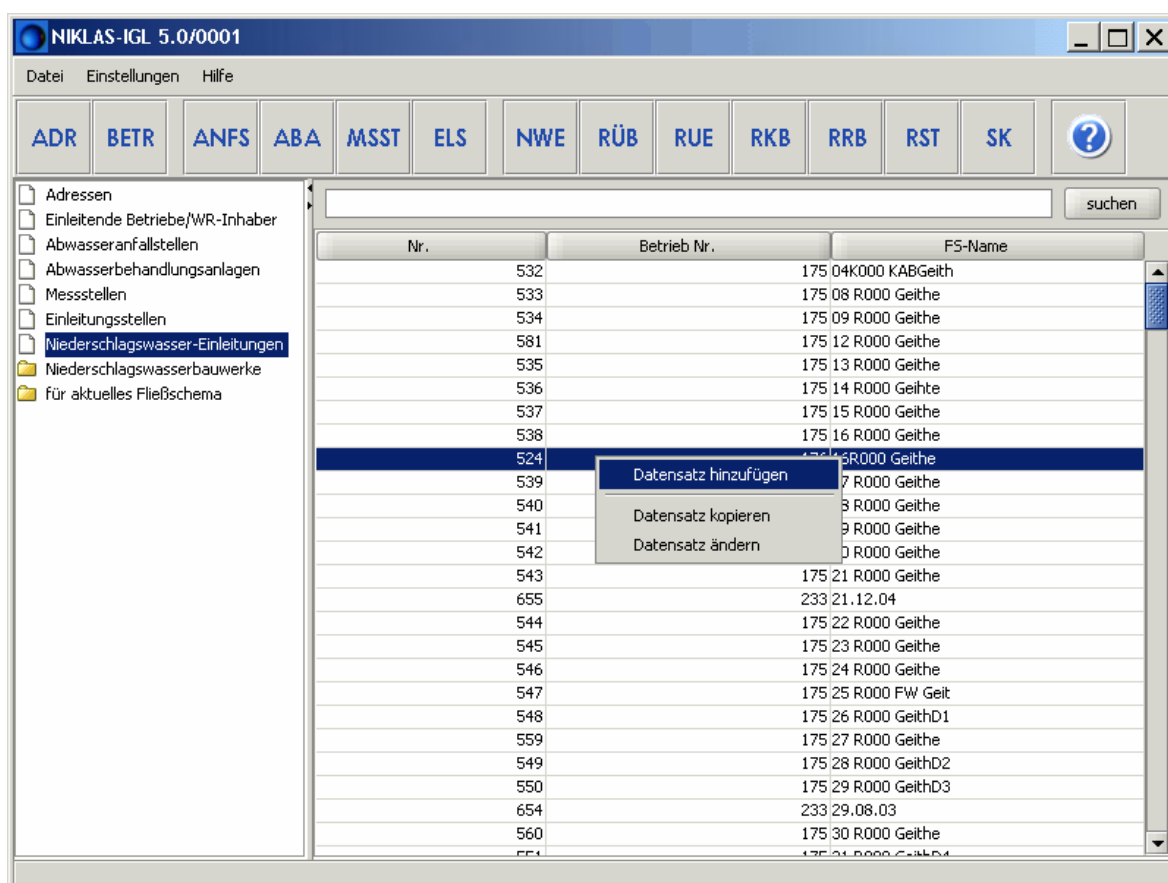 NIKLAS-IGL 5.0/0001
Datei Einstellungen Hilfe
ADR BETR ANFS ABA MSST ELS NWE RÜB RUE RKB RRB RST SK ?
Adressen
Einleitende Betriebe/WR-Inhaber
Abwasseranfallstellen
Abwasserbehandlungsanlagen
Messstellen
Einleitungsstellen
Niederschlagswasser-Einleitungen
Niederschlagswasserbauwerke
für aktuelles Fließschema
suchen
Nr. Betrieb Nr. FS-Name
532 175 04K000 KABGeith
533 175 08 R000 Geithe
534 175 09 R000 Geithe
581 175 12 R000 Geithe
535 175 13 R000 Geithe
536 175 14 R000 Geihte
537 175 15 R000 Geithe
538 175 16 R000 Geithe
524 16R000 Geithe
539 7 R000 Geithe
540 8 R000 Geithe
541 9 R000 Geithe
542 0 R000 Geithe
543 175 21 R000 Geithe
655 233 21.12.04
544 175 22 R000 Geithe
545 175 23 R000 Geithe
546 175 24 R000 Geithe
547 175 25 R000 FW Geit
548 175 26 R000 GeithD1
559 175 27 R000 Geithe
549 175 28 R000 GeithD2
550 175 29 R000 GeithD3
654 233 29.08.03
560 175 30 R000 Geithe
Datensatz hinzufügen
Datensatz kopieren
Datensatz ändern